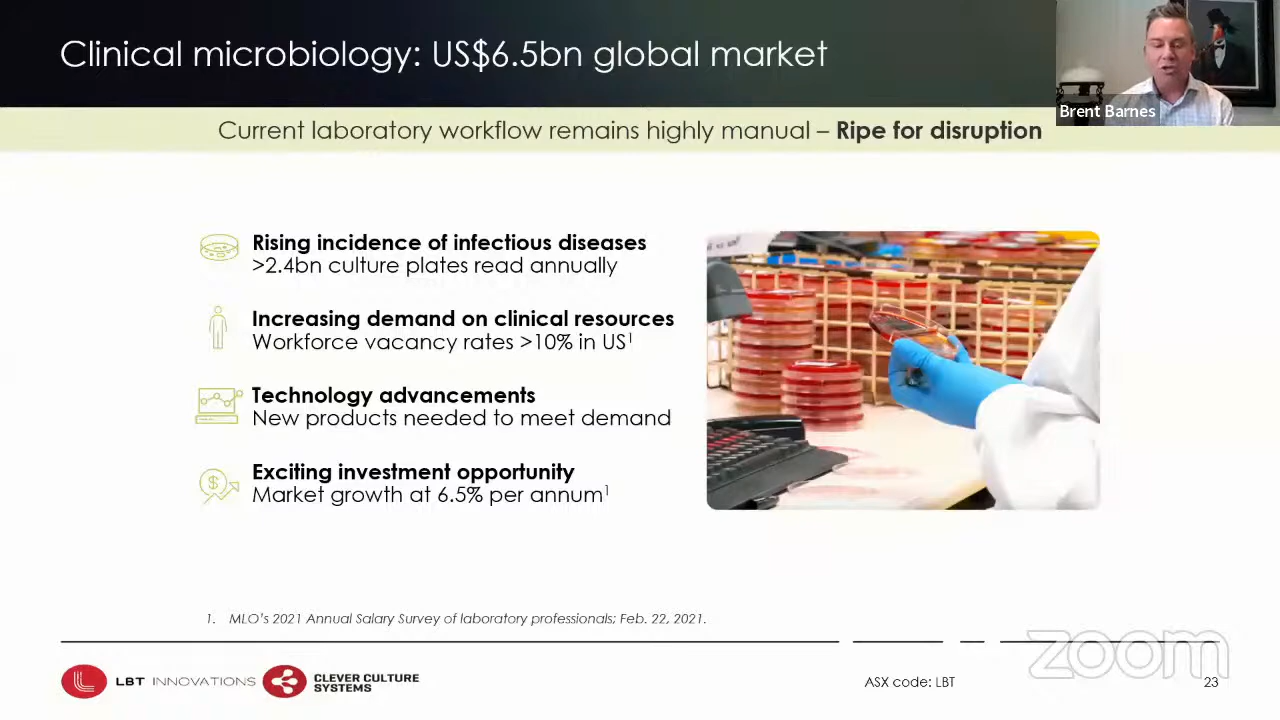 Clinical microbiology: US$6.5bn global market
Brent Barnes
Current laboratory workflow remains highly manual – Ripe for disruption
Rising incidence of infectious diseases
>2.4bn culture plates read annually
Increasing demand on clinical resources
Workforce vacancy rates >10% in US1
Technology advancements
New products needed to meet demand
Exciting investment opportunity
Market growth at 6.5% per annum1
1. MLO's 2021 Annual Salary Survey of laboratory professionals; Feb. 22, 2021.
LBT INNOVATIONS
CLEVER CULTURE
SYSTEMS
ASX code: LBT
zoom
23